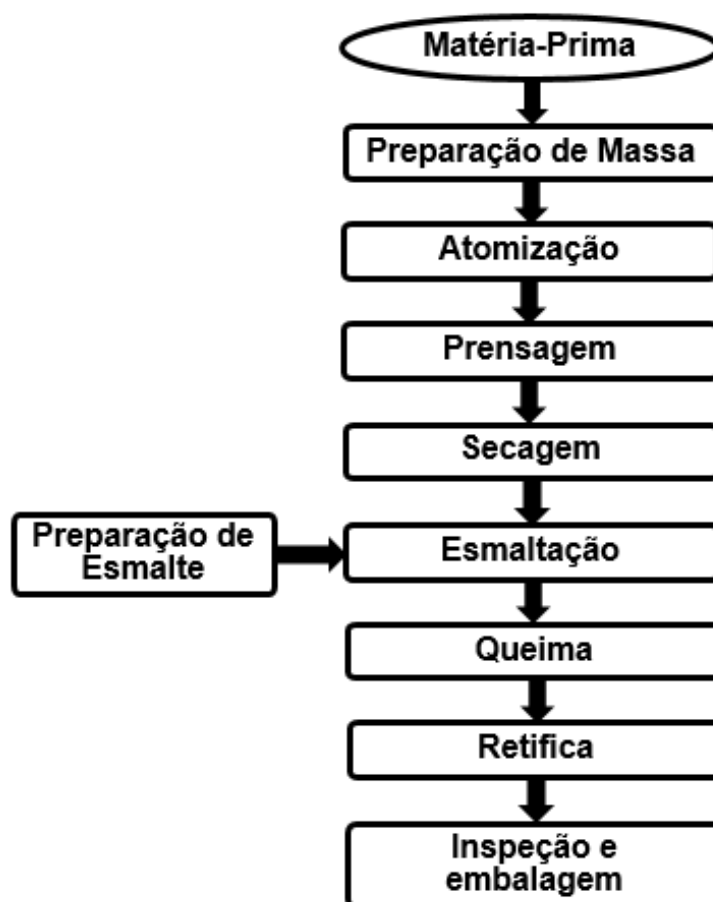 Matéria-Prima
Preparação de Massa
Atomização
Prensagem
Secagem
Preparação de
Esmalte
Esmaltação
Queima
Retifica
Inspeção e
embalagem